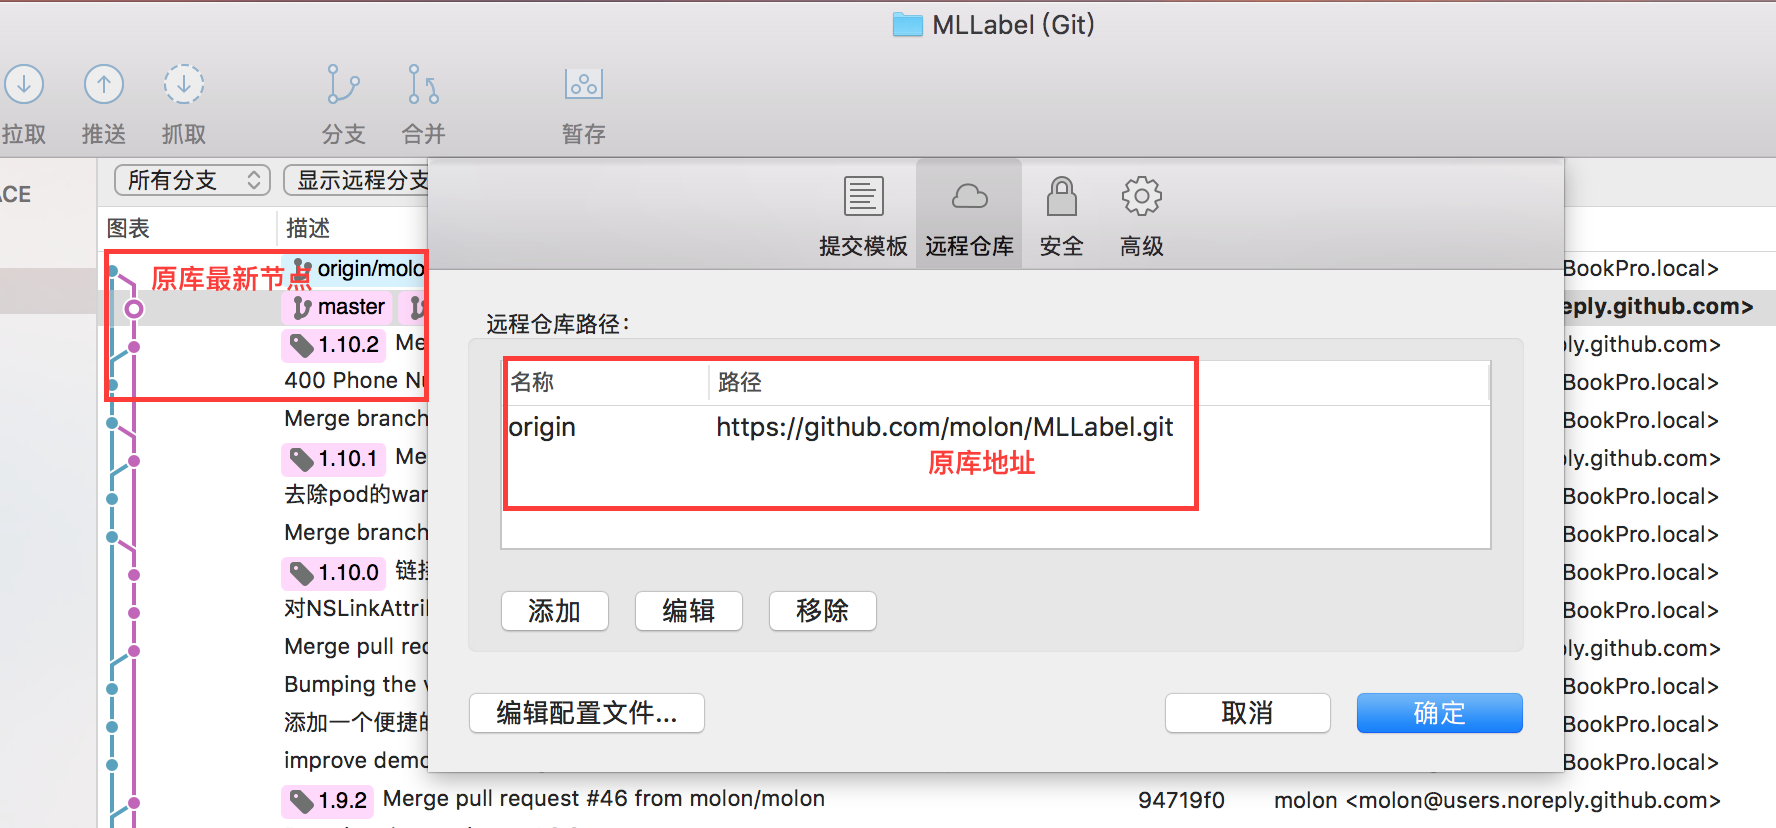 MLLabel (Git)
拉取
推送
抓取
分支
合并
暂存
ACE
所有分支
显示远程分支
提交模板
远程仓库
安全
高级
图表
描述
原库最新节点
origin/molo
BookPro.local>
master
eply.github.com>
1.10.2 Me
ly.github.com>
400 Phone Nu
BookPro.local>
Merge branch
BookPro.local>
1.10.1 Me
ly.github.com>
去除pod的war
BookPro.local>
Merge branch
BookPro.local>
1.10.0 链接
BookPro.local>
对NSLinkAttri
BookPro.local>
Merge pull req
ly.github.com>
Bumping the v
BookPro.local>
添加一个便捷的
BookPro.local>
improve demo
BookPro.local>
1.9.2 Merge pull request #46 from molon/molon 94719f0 molon <molon@users.noreply.github.com>
远程仓库路径:
名称 路径
origin https://github.com/molon/MLLabel.git
原库地址
添加
编辑
移除
编辑配置文件...
取消
确定